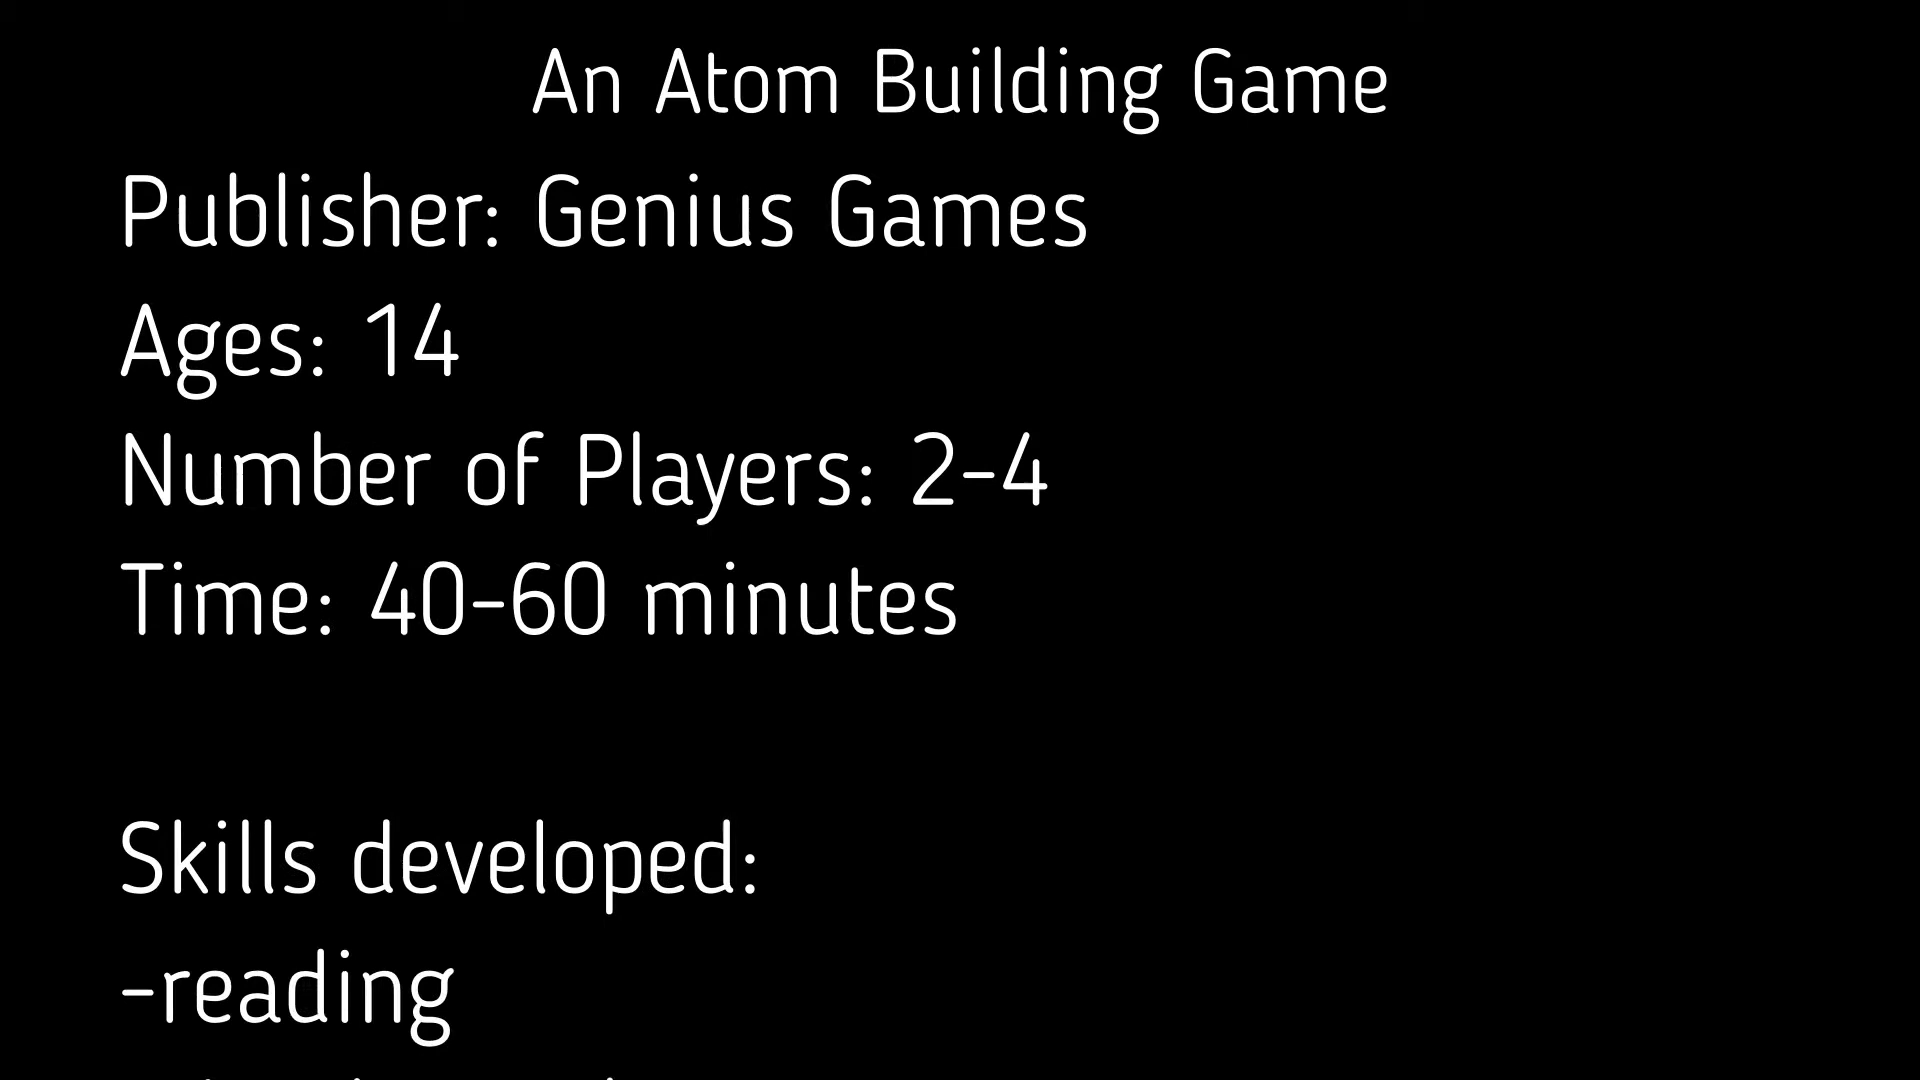 An Atom Building Game
Publisher: Genius Games
Ages: 14
Number of Players: 2-4
Time: 40-60 minutes
Skills developed:
-reading